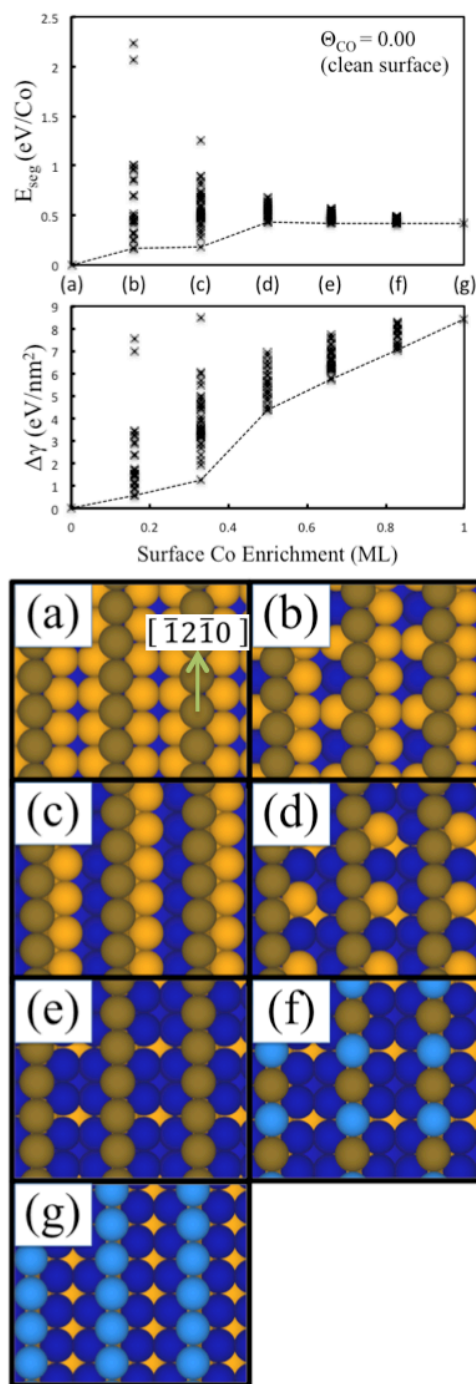 Θ_CO = 0.00
(clean surface)
E_seg (eV/Co)
2.5
2
1.5
1
0.5
0
(a) (b) (c) (d) (e) (f) (g)
Δγ (eV/nm²)
9
8
7
6
5
4
3
2
1
0
0 0.2 0.4 0.6 0.8 1
Surface Co Enrichment (ML)
(a) [1̅21̅0] (b)
(c) (d)
(e) (f)
(g)